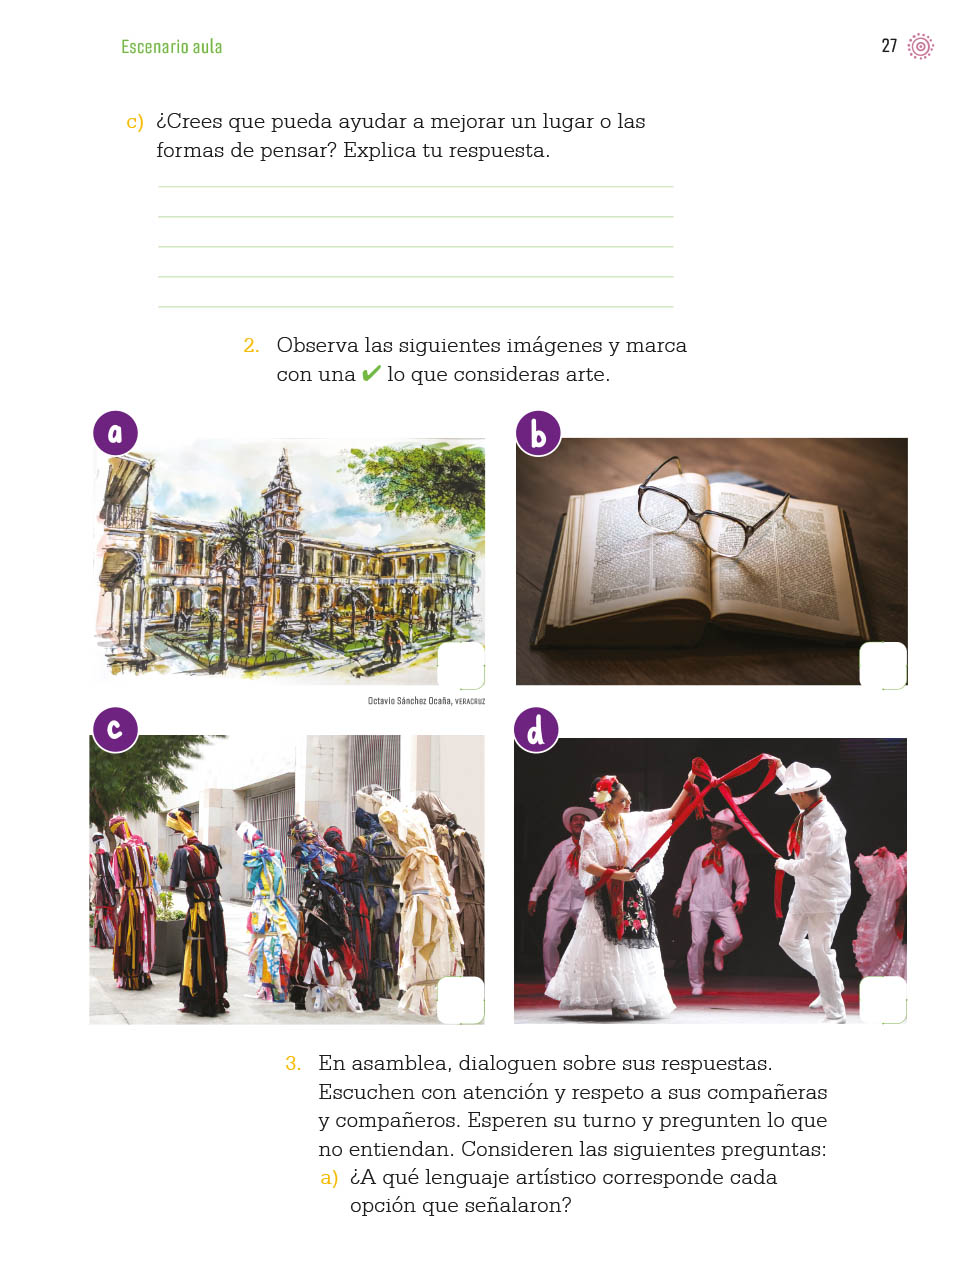 Escenario aula
27
c) ¿Crees que pueda ayudar a mejorar un lugar o las
formas de pensar? Explica tu respuesta.
2. Observa las siguientes imágenes y marca
con una ✔ lo que consideras arte.
a
b
Octavio Sánchez Ocaña, VERACRUZ
c
d
3. En asamblea, dialoguen sobre sus respuestas.
Escuchen con atención y respeto a sus compañeras
y compañeros. Esperen su turno y pregunten lo que
no entiendan. Consideren las siguientes preguntas:
a) ¿A qué lenguaje artístico corresponde cada
opción que señalaron?